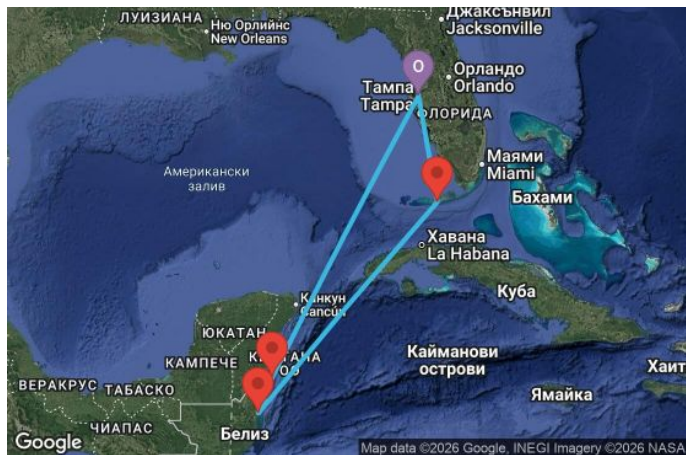 ЛУИЗИАНА
Ню Орлийнс
New Orleans
Джаксънвил
Jacksonville
O
Орландо
Orlando
Тампа
Tampa
ФЛОРИДА
Маями
Miami
Американски
залив
Бахами
Хавана
La Habana
Канкун
Cancún
Куба
ЮКАТАН
КАМПЕЧЕ
Кайманови
острови
Хаит
ВЕРАКРУС
ТАБАСКО
Ямайка
ЧИАПАС
Белиз
Google
Map data ©2026 Google, INEGI Imagery ©2026 NASA